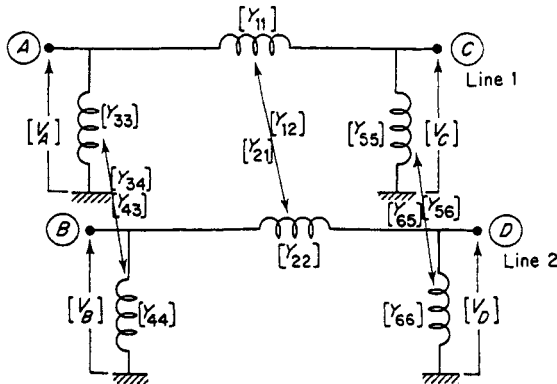 [Y11]
A
C
Line 1
[VA]
[Y33]
[Y12]
[Y21]
[Y55]
[VC]
[Y34]
[Y43]
[Y65]
[Y56]
B
D
[Y22]
Line 2
[VB]
[Y44]
[Y66]
[VD]